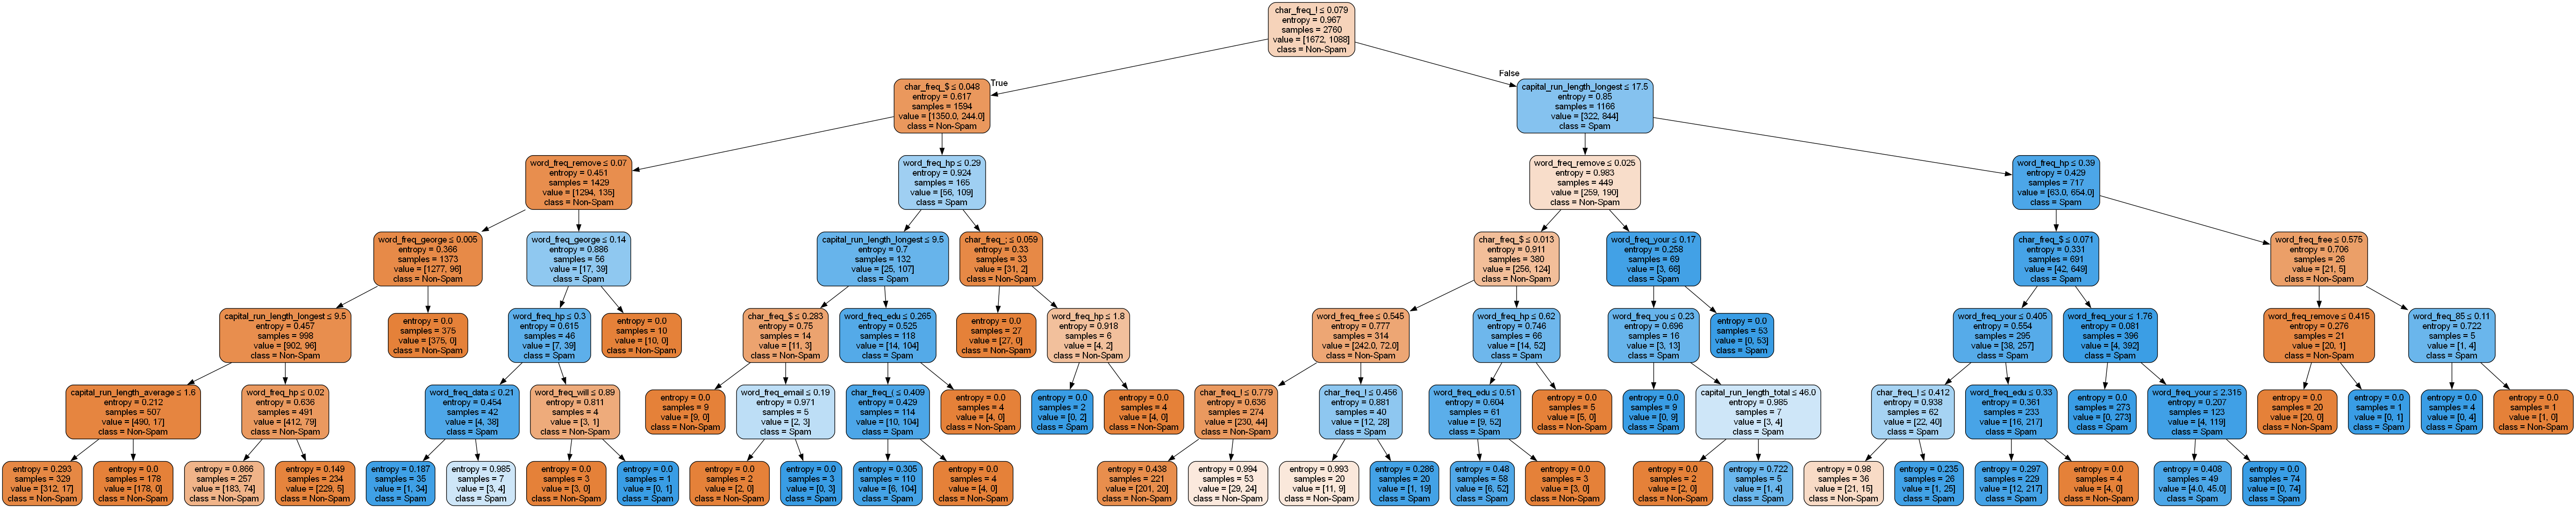 char_freq_! ≤ 0.079
entropy = 0.967
samples = 2760
value = [1672, 1088]
class = Non-Spam
True
False
char_freq_$ ≤ 0.048
entropy = 0.617
samples = 1594
value = [1350.0, 244.0]
class = Non-Spam
capital_run_length_longest ≤ 17.5
entropy = 0.85
samples = 1166
value = [322, 844]
class = Spam
word_freq_remove ≤ 0.07
entropy = 0.451
samples = 1429
value = [1294, 135]
class = Non-Spam
word_freq_hp ≤ 0.29
entropy = 0.924
samples = 165
value = [56, 109]
class = Spam
word_freq_remove ≤ 0.025
entropy = 0.983
samples = 449
value = [259, 190]
class = Non-Spam
word_freq_hp ≤ 0.39
entropy = 0.429
samples = 717
value = [63.0, 654.0]
class = Spam
word_freq_george ≤ 0.005
entropy = 0.366
samples = 1373
value = [1277, 96]
class = Non-Spam
word_freq_george ≤ 0.14
entropy = 0.886
samples = 56
value = [17, 39]
class = Spam
capital_run_length_longest ≤ 9.5
entropy = 0.7
samples = 132
value = [25, 107]
class = Spam
char_freq_; ≤ 0.059
entropy = 0.33
samples = 33
value = [31, 2]
class = Non-Spam
char_freq_$ ≤ 0.013
entropy = 0.911
samples = 380
value = [256, 124]
class = Non-Spam
word_freq_your ≤ 0.17
entropy = 0.258
samples = 69
value = [3, 66]
class = Spam
char_freq_$ ≤ 0.071
entropy = 0.331
samples = 691
value = [42, 649]
class = Spam
word_freq_free ≤ 0.575
entropy = 0.706
samples = 26
value = [21, 5]
class = Non-Spam
capital_run_length_longest ≤ 9.5
entropy = 0.457
samples = 998
value = [902, 96]
class = Non-Spam
entropy = 0.0
samples = 375
value = [375, 0]
class = Non-Spam
word_freq_hp ≤ 0.3
entropy = 0.615
samples = 46
value = [7, 39]
class = Spam
entropy = 0.0
samples = 10
value = [10, 0]
class = Non-Spam
char_freq_$ ≤ 0.283
entropy = 0.75
samples = 14
value = [11, 3]
class = Non-Spam
word_freq_edu ≤ 0.265
entropy = 0.525
samples = 118
value = [14, 104]
class = Spam
entropy = 0.0
samples = 27
value = [27, 0]
class = Non-Spam
word_freq_hp ≤ 1.8
entropy = 0.918
samples = 6
value = [4, 2]
class = Non-Spam
word_freq_free ≤ 0.545
entropy = 0.777
samples = 314
value = [242.0, 72.0]
class = Non-Spam
word_freq_hp ≤ 0.62
entropy = 0.746
samples = 66
value = [14, 52]
class = Spam
word_freq_you ≤ 0.23
entropy = 0.696
samples = 16
value = [3, 13]
class = Spam
entropy = 0.0
samples = 53
value = [0, 53]
class = Spam
word_freq_your ≤ 0.405
entropy = 0.554
samples = 295
value = [38, 257]
class = Spam
word_freq_your ≤ 1.76
entropy = 0.081
samples = 396
value = [4, 392]
class = Spam
word_freq_remove ≤ 0.415
entropy = 0.276
samples = 21
value = [20, 1]
class = Non-Spam
word_freq_85 ≤ 0.11
entropy = 0.722
samples = 5
value = [1, 4]
class = Spam
capital_run_length_average ≤ 1.6
entropy = 0.212
samples = 507
value = [490, 17]
class = Non-Spam
word_freq_hp ≤ 0.02
entropy = 0.636
samples = 491
value = [412, 79]
class = Non-Spam
word_freq_data ≤ 0.21
entropy = 0.454
samples = 42
value = [4, 38]
class = Spam
word_freq_will ≤ 0.89
entropy = 0.811
samples = 4
value = [3, 1]
class = Non-Spam
entropy = 0.0
samples = 9
value = [9, 0]
class = Non-Spam
word_freq_email ≤ 0.19
entropy = 0.971
samples = 5
value = [2, 3]
class = Spam
char_freq_( ≤ 0.409
entropy = 0.429
samples = 114
value = [10, 104]
class = Spam
entropy = 0.0
samples = 4
value = [4, 0]
class = Non-Spam
entropy = 0.0
samples = 2
value = [0, 2]
class = Spam
entropy = 0.0
samples = 4
value = [4, 0]
class = Non-Spam
char_freq_! ≤ 0.779
entropy = 0.636
samples = 274
value = [230, 44]
class = Non-Spam
char_freq_! ≤ 0.456
entropy = 0.881
samples = 40
value = [12, 28]
class = Spam
word_freq_edu ≤ 0.51
entropy = 0.604
samples = 61
value = [9, 52]
class = Spam
entropy = 0.0
samples = 5
value = [5, 0]
class = Non-Spam
entropy = 0.0
samples = 9
value = [0, 9]
class = Spam
capital_run_length_total ≤ 46.0
entropy = 0.985
samples = 7
value = [3, 4]
class = Spam
char_freq_! ≤ 0.412
entropy = 0.938
samples = 62
value = [22, 40]
class = Spam
word_freq_edu ≤ 0.33
entropy = 0.361
samples = 233
value = [16, 217]
class = Spam
entropy = 0.0
samples = 273
value = [0, 273]
class = Spam
word_freq_your ≤ 2.315
entropy = 0.207
samples = 123
value = [4, 119]
class = Spam
entropy = 0.0
samples = 20
value = [20, 0]
class = Non-Spam
entropy = 0.0
samples = 1
value = [0, 1]
class = Spam
entropy = 0.0
samples = 4
value = [0, 4]
class = Spam
entropy = 0.0
samples = 1
value = [1, 0]
class = Non-Spam
entropy = 0.293
samples = 329
value = [312, 17]
class = Non-Spam
entropy = 0.0
samples = 178
value = [178, 0]
class = Non-Spam
entropy = 0.866
samples = 257
value = [183, 74]
class = Non-Spam
entropy = 0.149
samples = 234
value = [229, 5]
class = Non-Spam
entropy = 0.187
samples = 35
value = [1, 34]
class = Spam
entropy = 0.985
samples = 7
value = [3, 4]
class = Spam
entropy = 0.0
samples = 3
value = [3, 0]
class = Non-Spam
entropy = 0.0
samples = 1
value = [0, 1]
class = Spam
entropy = 0.0
samples = 2
value = [2, 0]
class = Non-Spam
entropy = 0.0
samples = 3
value = [0, 3]
class = Spam
entropy = 0.305
samples = 110
value = [6, 104]
class = Spam
entropy = 0.0
samples = 4
value = [4, 0]
class = Non-Spam
entropy = 0.438
samples = 221
value = [201, 20]
class = Non-Spam
entropy = 0.994
samples = 53
value = [29, 24]
class = Non-Spam
entropy = 0.993
samples = 20
value = [11, 9]
class = Non-Spam
entropy = 0.286
samples = 20
value = [1, 19]
class = Spam
entropy = 0.48
samples = 58
value = [6, 52]
class = Spam
entropy = 0.0
samples = 3
value = [3, 0]
class = Non-Spam
entropy = 0.0
samples = 2
value = [2, 0]
class = Non-Spam
entropy = 0.722
samples = 5
value = [1, 4]
class = Spam
entropy = 0.98
samples = 36
value = [21, 15]
class = Non-Spam
entropy = 0.235
samples = 26
value = [1, 25]
class = Spam
entropy = 0.297
samples = 229
value = [12, 217]
class = Spam
entropy = 0.0
samples = 4
value = [4, 0]
class = Non-Spam
entropy = 0.408
samples = 49
value = [4.0, 45.0]
class = Spam
entropy = 0.0
samples = 74
value = [0, 74]
class = Spam